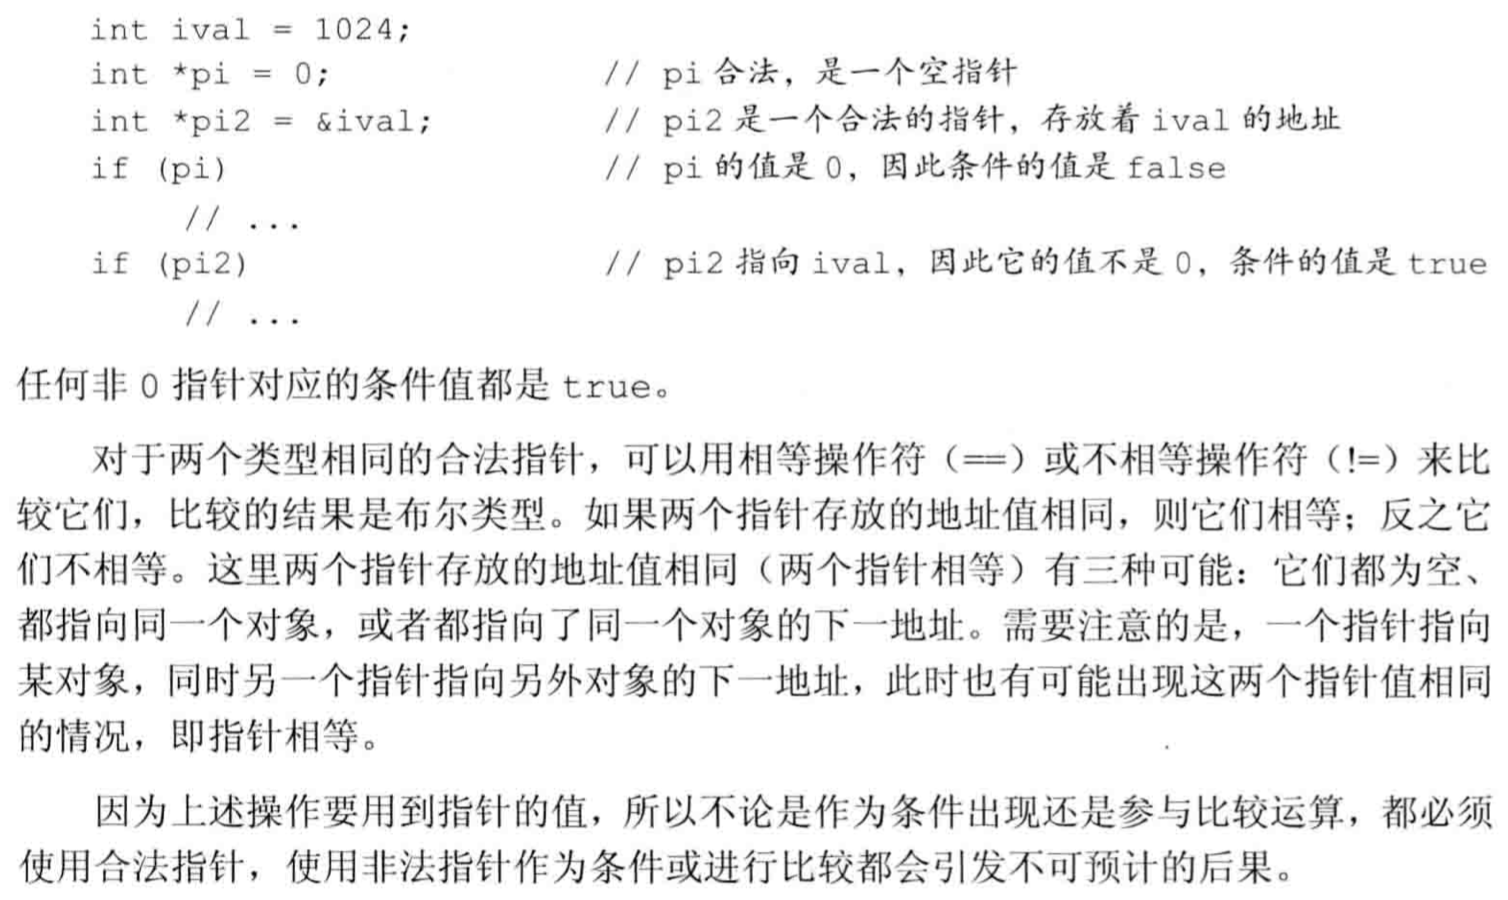 int ival = 1024;
int *pi = 0; // pi 合法，是一个空指针
int *pi2 = &ival; // pi2 是一个合法的指针，存放着 ival 的地址
if (pi) // pi 的值是 0，因此条件的值是 false
// ...
if (pi2) // pi2 指向 ival，因此它的值不是 0，条件的值是 true
// ...
任何非 0 指针对应的条件值都是 true。
对于两个类型相同的合法指针，可以用相等操作符（==）或不相等操作符（!=）来比
较它们，比较的结果是布尔类型。如果两个指针存放的地址值相同，则它们相等；反之它
们不相等。这里两个指针存放的地址值相同（两个指针相等）有三种可能：它们都为空、
都指向同一个对象，或者都指向了同一个对象的下一地址。需要注意的是，一个指针指向
某对象，同时另一个指针指向另外对象的下一地址，此时也有可能出现这两个指针值相同
的情况，即指针相等。
因为上述操作要用到指针的值，所以不论是作为条件出现还是参与比较运算，都必须
使用合法指针，使用非法指针作为条件或进行比较都会引发不可预计的后果。